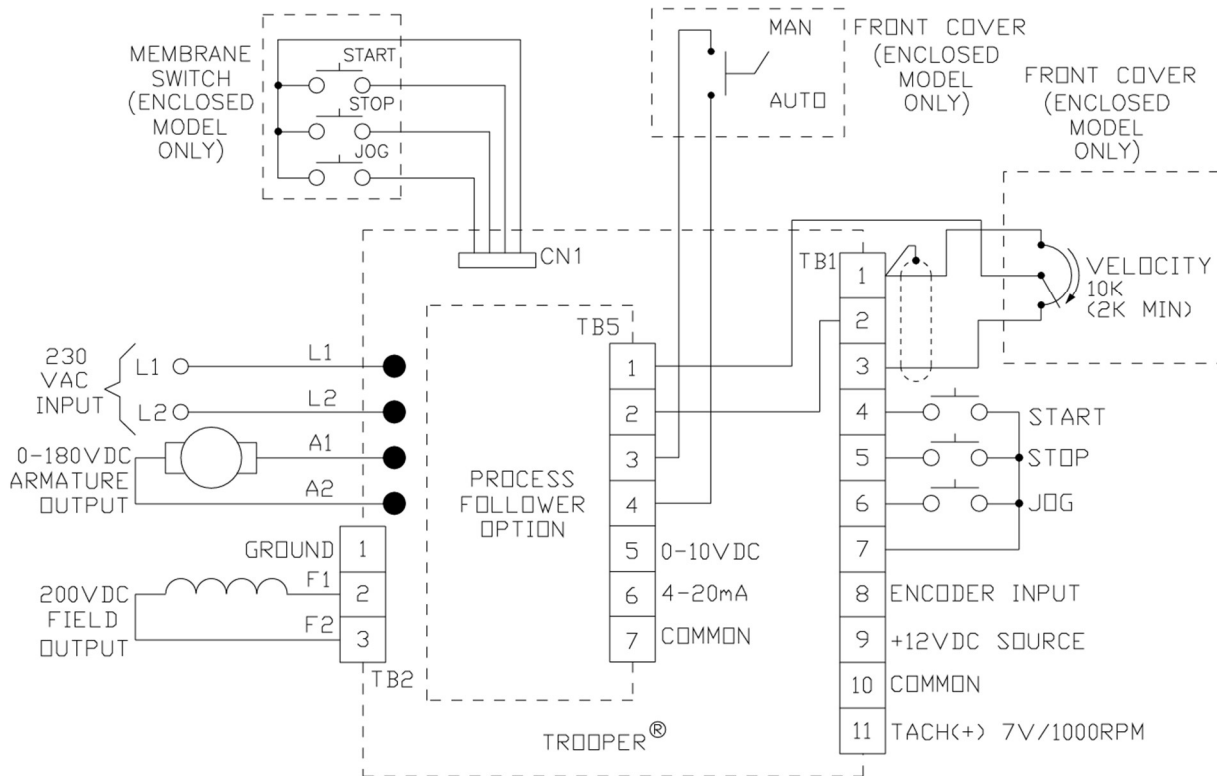 MEMBRANE
SWITCH
(ENCLOSED
MODEL
ONLY)
START
STOP
JOG
MAN
AUTO
FRONT COVER
(ENCLOSED
MODEL
ONLY)
FRONT COVER
(ENCLOSED
MODEL
ONLY)
CN1
TB1
VELOCITY
10K
(2K MIN)
TB5
230
VAC
INPUT
L1
L2
L1
L2
0-180VDC
ARMATURE
OUTPUT
A1
A2
GROUND
200VDC
FIELD
OUTPUT
F1
F2
1
2
3
TB2
PROCESS
FOLLOWER
OPTION
1
2
3
4
5 0-10VDC
6 4-20mA
7 COMMON
1
2
3
4 START
5 STOP
6 JOG
7
8 ENCODER INPUT
9 +12VDC SOURCE
10 COMMON
11 TACH(+) 7V/1000RPM
TROOPER®